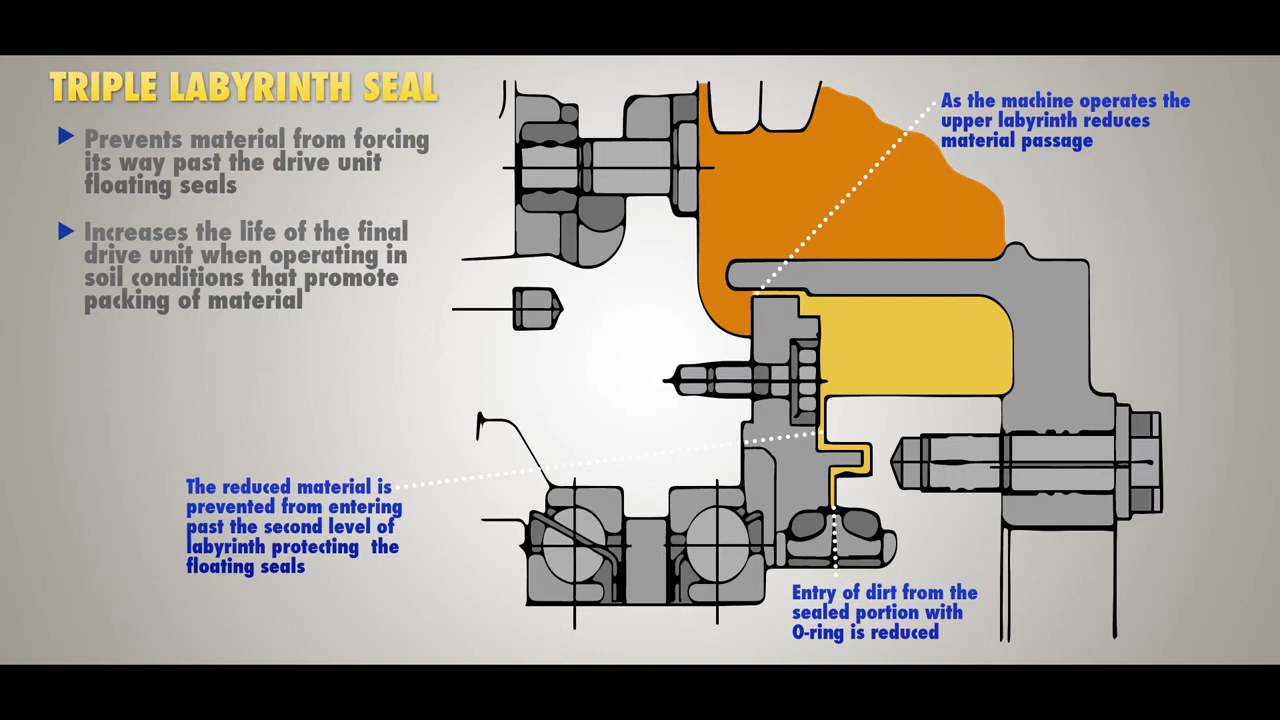 TRIPLE LABYRINTH SEAL
Prevents material from forcing
its way past the drive unit
floating seals
Increases the life of the final
drive unit when operating in
soil conditions that promote
packing of material
As the machine operates the
upper labyrinth reduces
material passage
The reduced material is
prevented from entering
past the second level of
labyrinth protecting the
floating seals
Entry of dirt from the
sealed portion with
O-ring is reduced